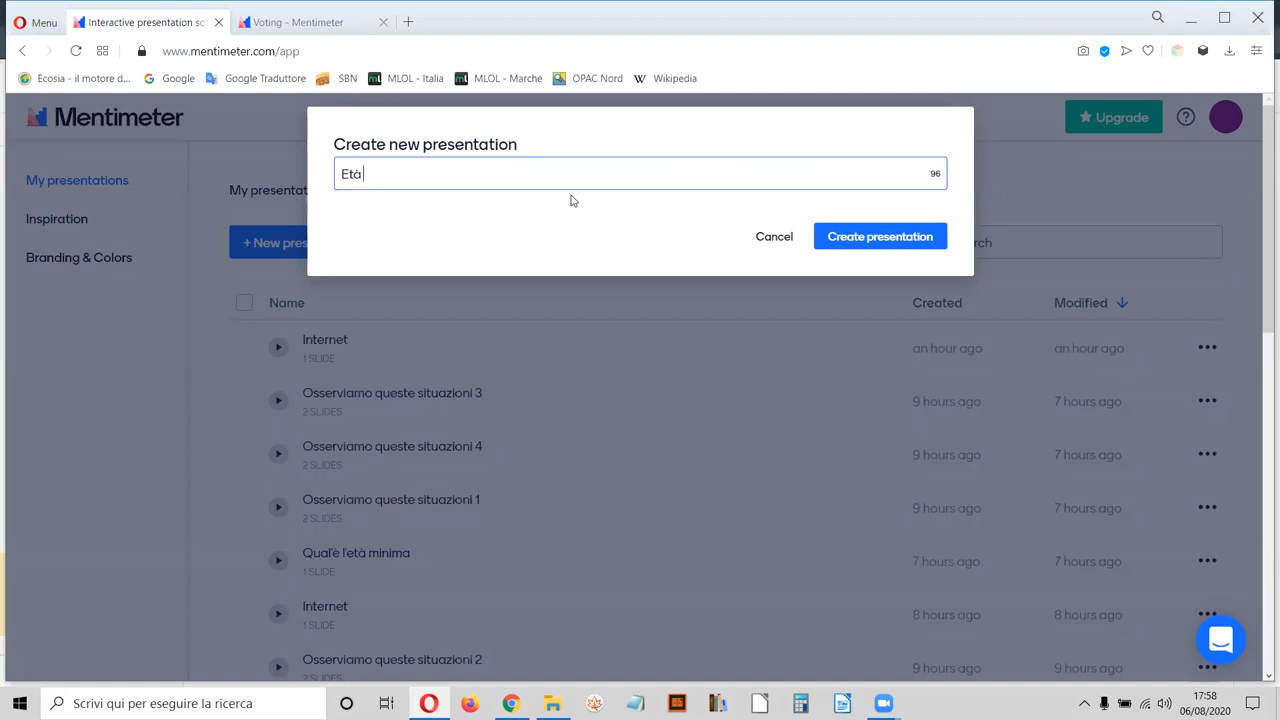 Menu
Interactive presentation sof
Voting - Mentimeter
www.mentimeter.com/app
Ecosia - il motore d...
Google
Google Traduttore
SBN
MLOL - Italia
MLOL - Marche
OPAC Nord
Wikipedia
Mentimeter
Upgrade
Create new presentation
Età
96
Cancel
Create presentation
My presentations
Inspiration
Branding & Colors
My presentat
+ New pres
rch
Name
Created
Modified
Internet
1 SLIDE
an hour ago
an hour ago
Osserviamo queste situazioni 3
2 SLIDES
9 hours ago
7 hours ago
Osserviamo queste situazioni 4
2 SLIDES
9 hours ago
7 hours ago
Osserviamo queste situazioni 1
2 SLIDES
9 hours ago
7 hours ago
Qual'è l'età minima
1 SLIDE
7 hours ago
7 hours ago
Internet
1 SLIDE
8 hours ago
8 hours ago
Osserviamo queste situazioni 2
9 hours ago
9 hours ago
Scrivi qui per eseguire la ricerca
17:58
06/08/2020